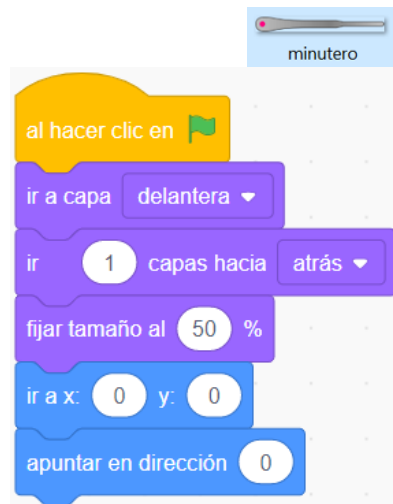 minutero
al hacer clic en
ir a capa delantera
ir 1 capas hacia atrás
fijar tamaño al 50 %
ir a x: 0 y: 0
apuntar en dirección 0